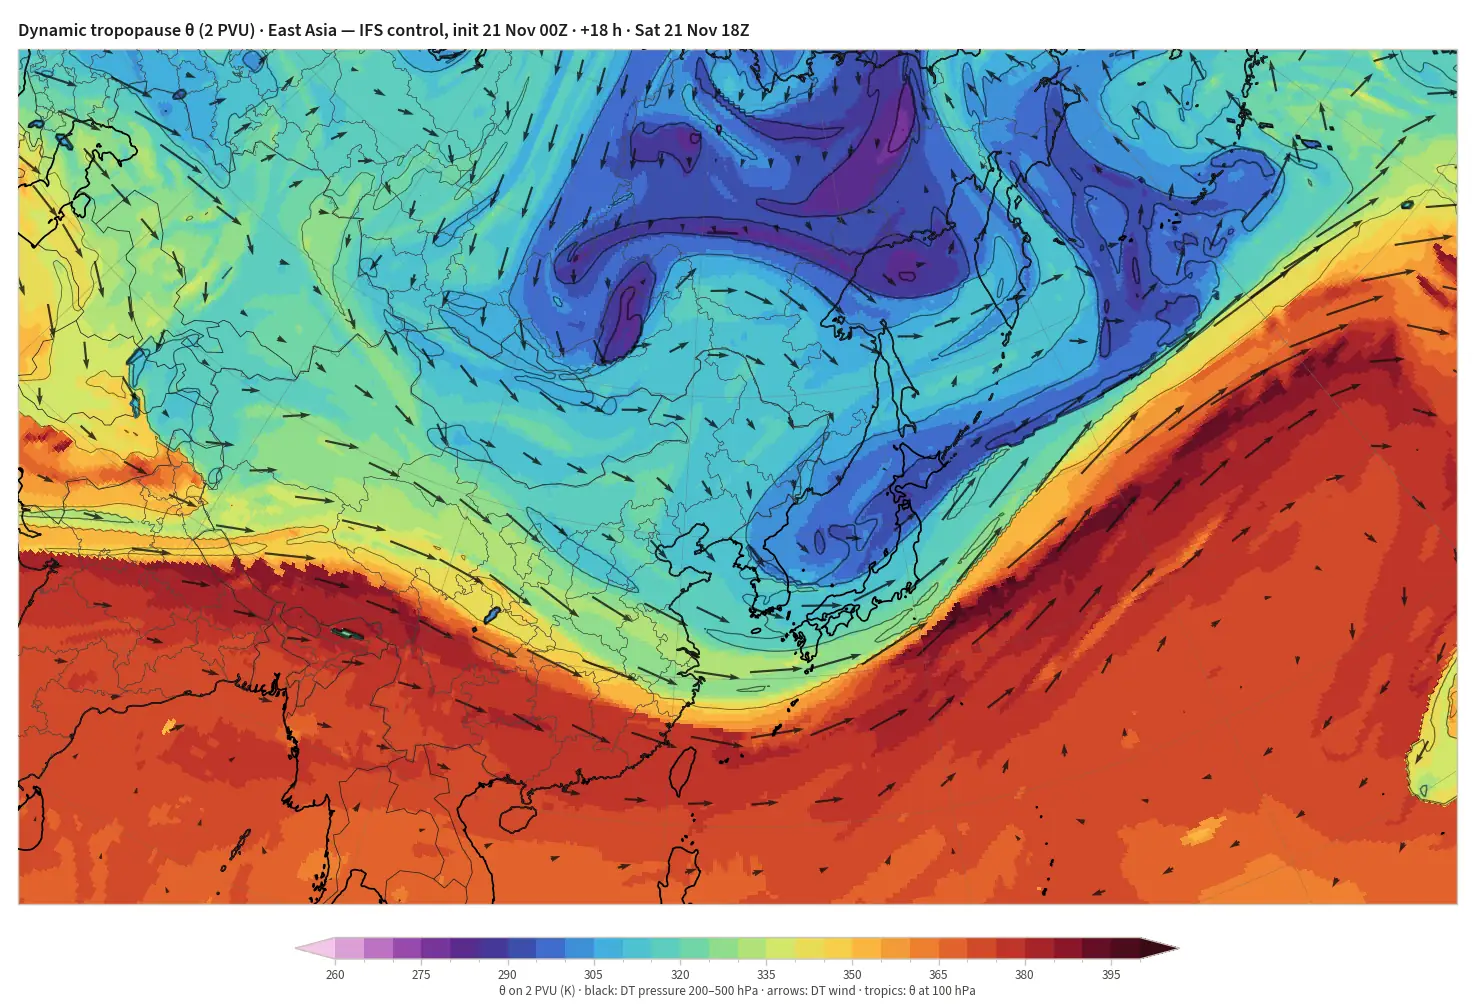 Dynamic tropopause θ (2 PVU) · East Asia — IFS control, init 21 Nov 00Z · +18 h · Sat 21 Nov 18Z
260 275 290 305 320 335 350 365 380 395
θ on 2 PVU (K) · black: DT pressure 200–500 hPa · arrows: DT wind · tropics: θ at 100 hPa